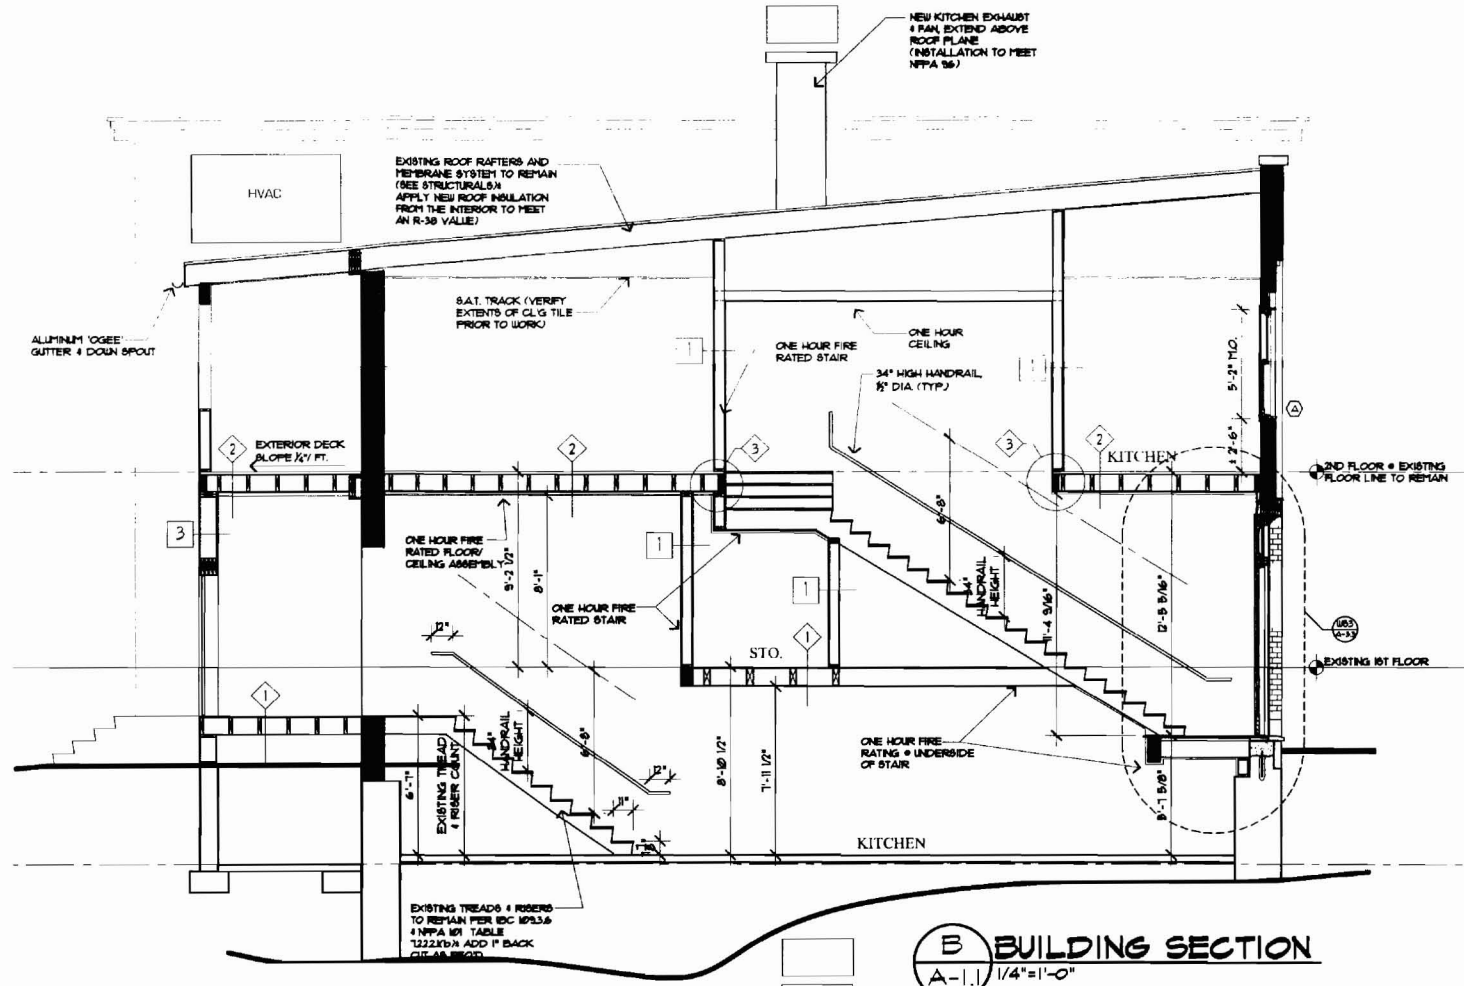 NEW KITCHEN EXHAUST
& FAN, EXTEND ABOVE
ROOF PLANE
(INSTALLATION TO MEET
NFPA 96)
EXISTING ROOF RAFTERS AND
MEMBRANE SYSTEM TO REMAIN
(SEE STRUCTURALS)&
APPLY NEW ROOF INSULATION
FROM THE INTERIOR TO MEET
AN R-38 VALUE)
HVAC
S.A.T. TRACK (VERIFY
EXTENTS OF CL'G TILE
PRIOR TO WORK)
ALUMINUM 'OGEE'
GUTTER & DOWN SPOUT
ONE HOUR FIRE
RATED STAIR
ONE HOUR
CEILING
34" HIGH HANDRAIL,
DIA. (TYP.)
1
1
5'-2" M.O.
A
± 2'-6"
EXTERIOR DECK
SLOPE ¼"/ FT.
2
2
3
3
2
KITCHEN
2ND FLOOR @ EXISTING
FLOOR LINE TO REMAIN
3
ONE HOUR FIRE
RATED FLOOR/
CEILING ASSEMBLY
9'-2 1/2"
8'-1"
1
6'-8"
34"
HANDRAIL
HEIGHT
11'-4 9/16"
12'-5 5/16"
ONE HOUR FIRE
RATED STAIR
1
1
STO.
12"
A-3.3
EXISTING 1ST FLOOR
1
6'-7"
EXISTING TREAD
& RISER COUNT
34"
HANDRAIL
HEIGHT
6'-8"
12"
11"
7"
8'-10 1/2"
7'-11 1/2"
ONE HOUR FIRE
RATING @ UNDERSIDE
OF STAIR
KITCHEN
EXISTING TREADS & RISERS
TO REMAIN PER IBC
& NFPA 101 TABLE
ADD 1" BACK
CUT AS REQ'D
B BUILDING SECTION
A-1.1 1/4"=1'-0"